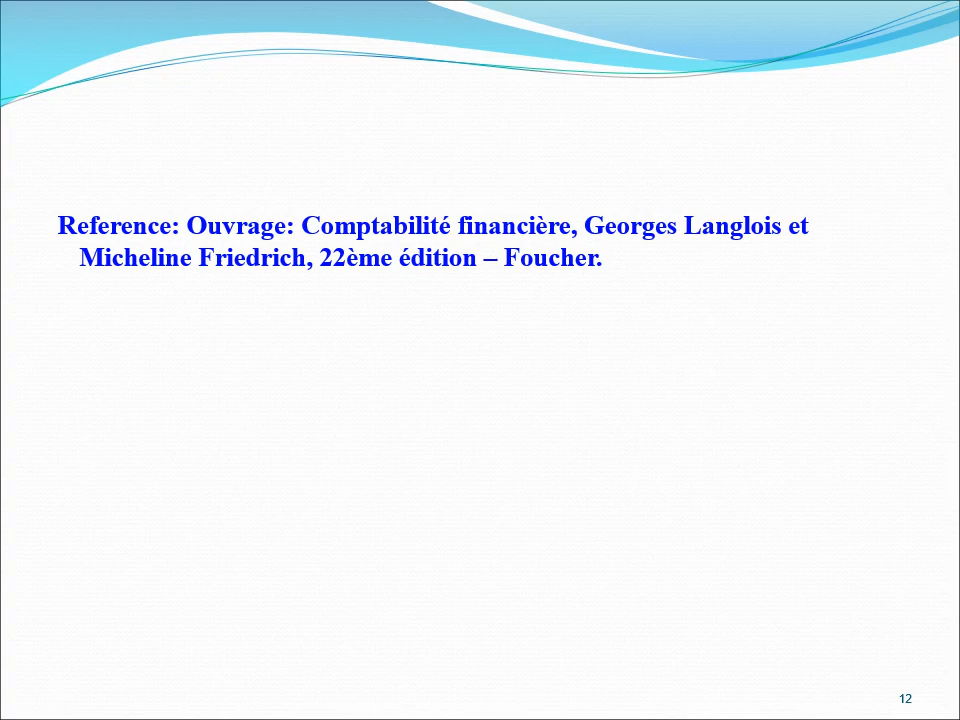 Reference: Ouvrage: Comptabilité financière, Georges Langlois et
Micheline Friedrich, 22ème édition – Foucher.
12